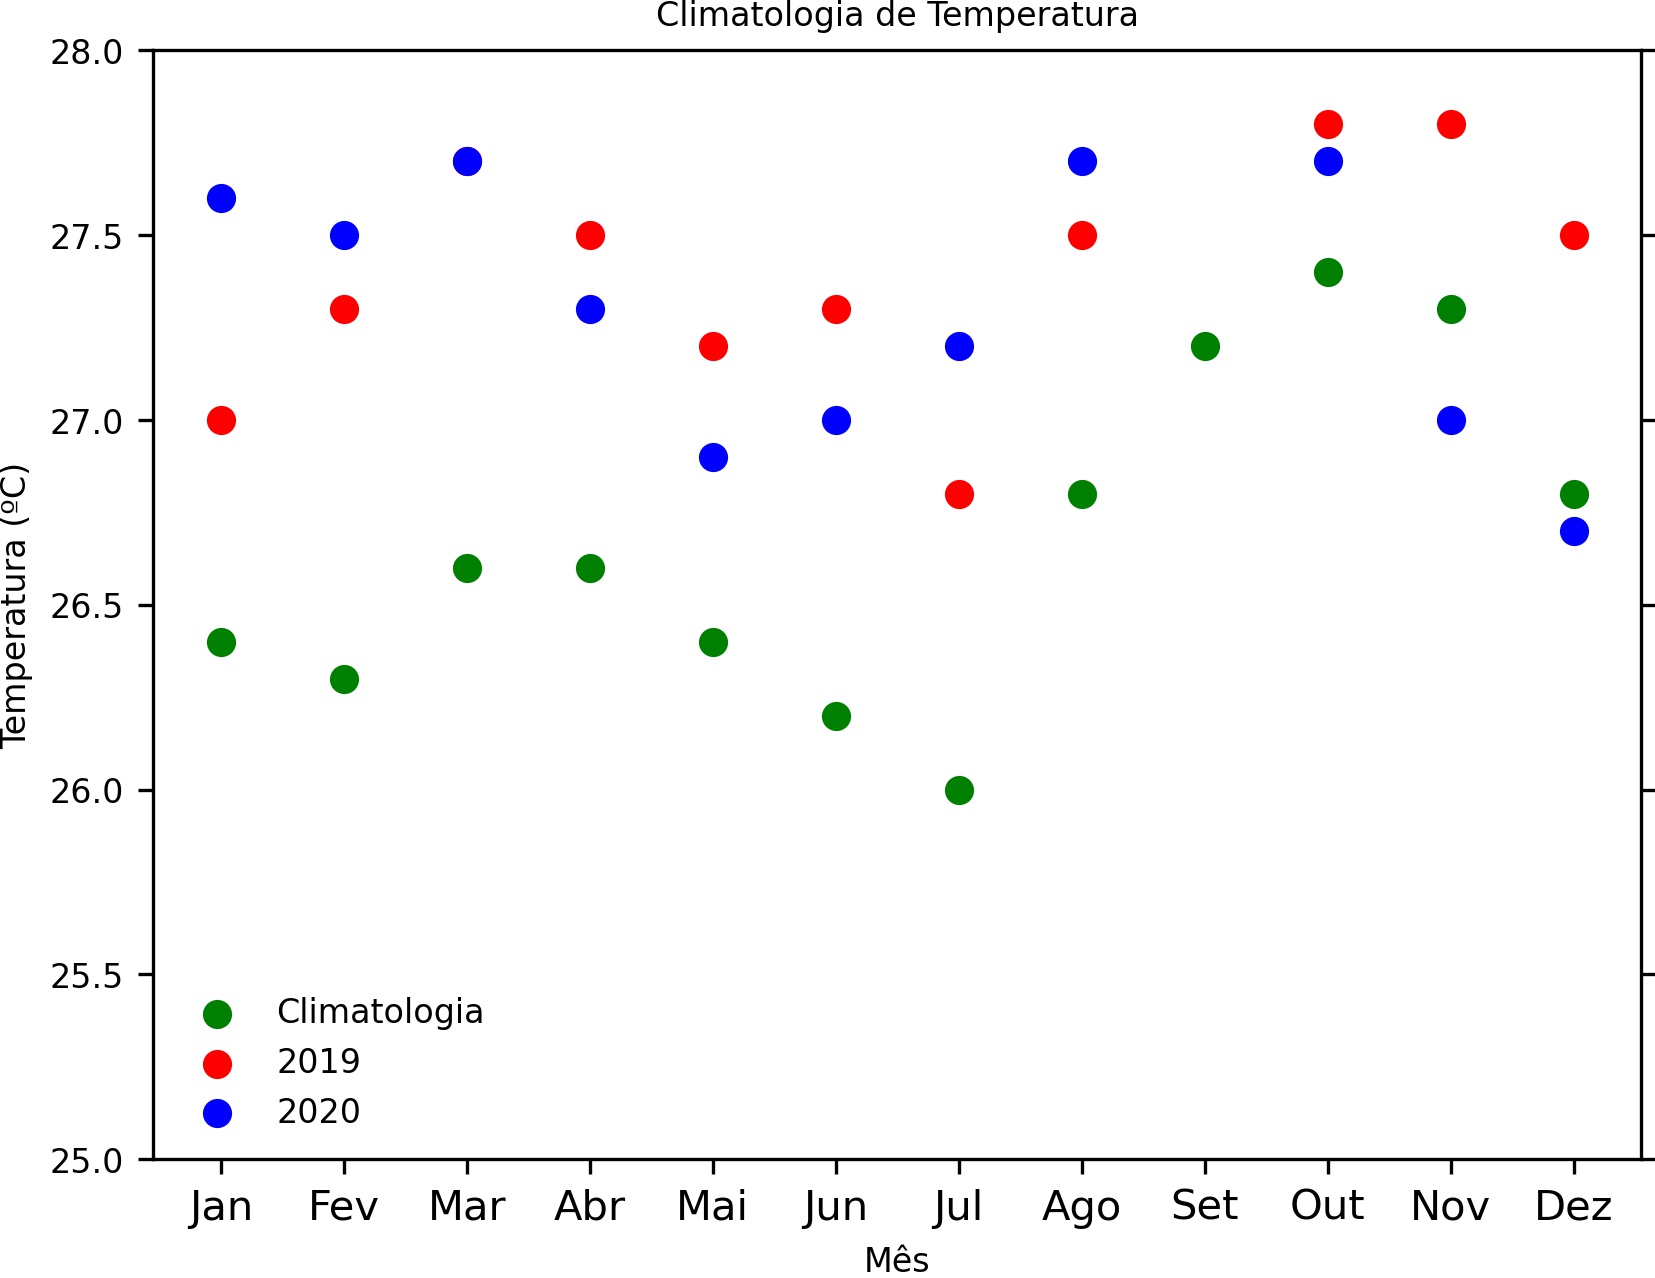 Climatologia de Temperatura
28.0
27.5
27.0
26.5
26.0
25.5
25.0
Temperatura (ºC)
Climatologia
2019
2020
Jan Fev Mar Abr Mai Jun Jul Ago Set Out Nov Dez
Mês